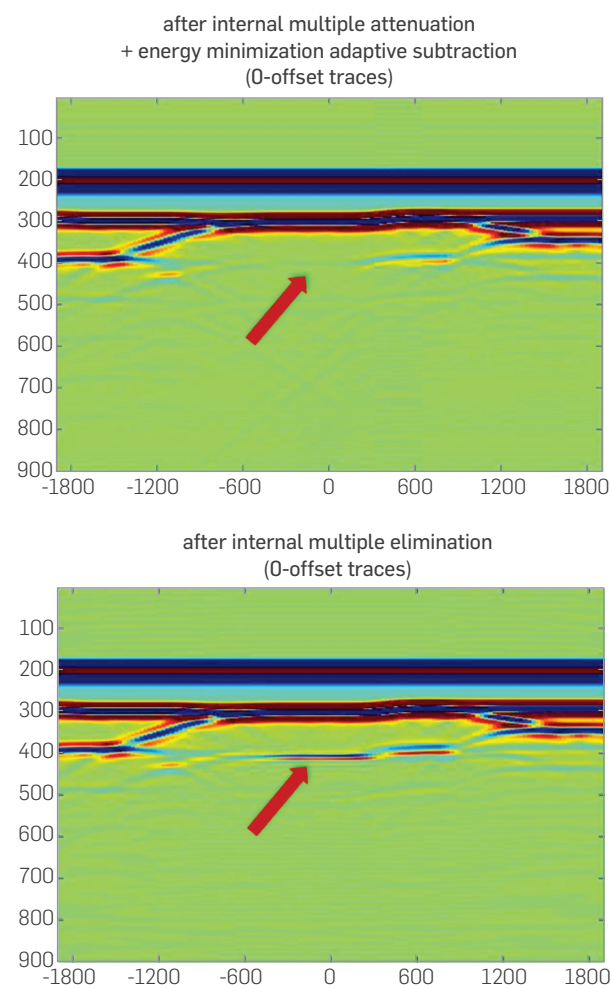 after internal multiple attenuation
+ energy minimization adaptive subtraction
(0-offset traces)
100
200
300
400
500
600
700
800
900
-1800 -1200 -600 0 600 1200 1800
after internal multiple elimination
(0-offset traces)
100
200
300
400
500
600
700
800
900
-1800 -1200 -600 0 600 1200 1800